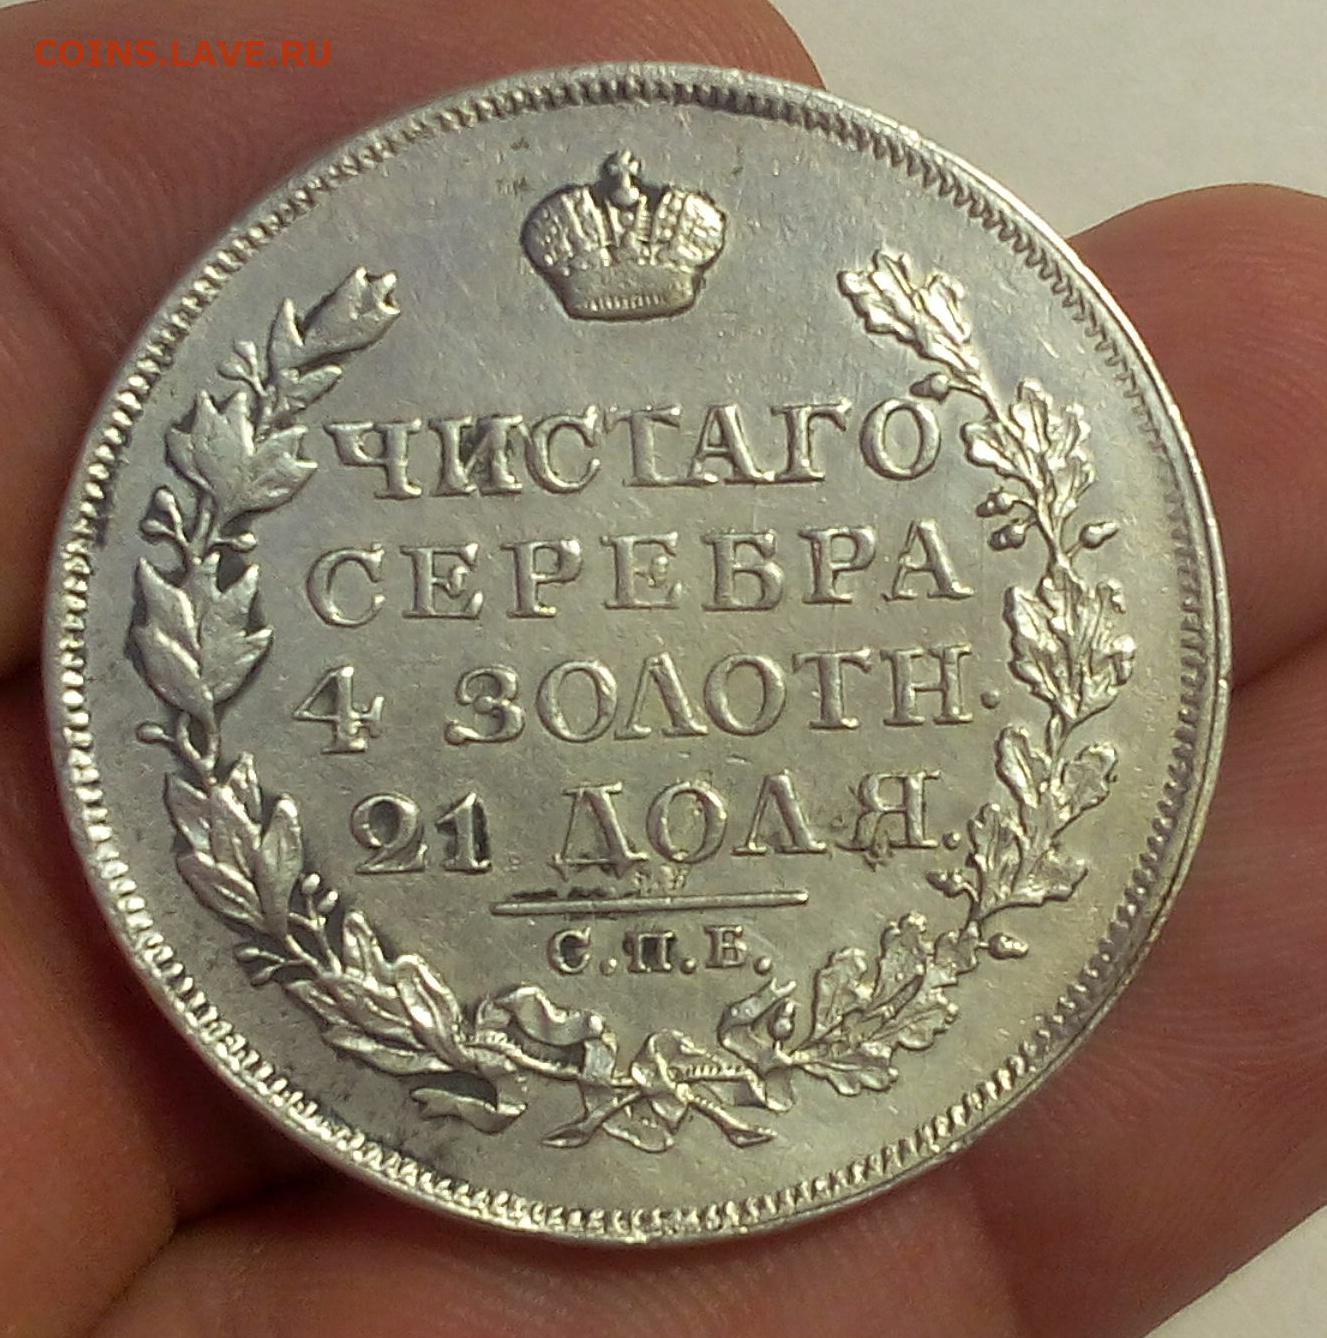 COINS.LAVE.RU
ЧИСТАГО
СЕРЕБРА
4 ЗОЛОТН.
21 ДОЛЯ.
С.П.Б.